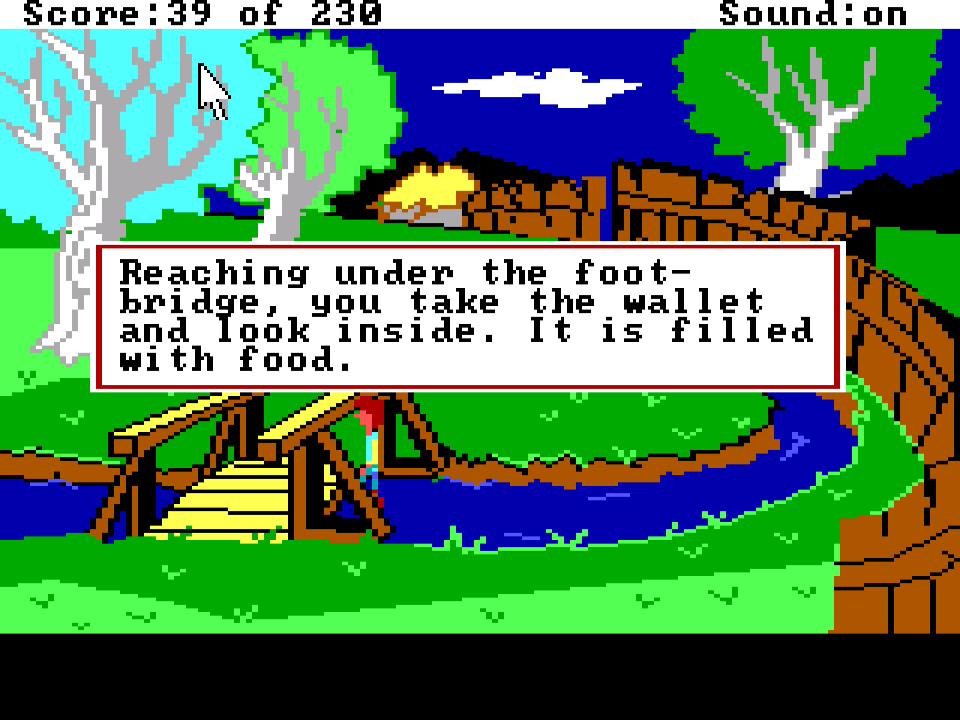 Score:39 of 230 Sound:on
Reaching under the foot-
bridge, you take the wallet
and look inside. It is filled
with food.